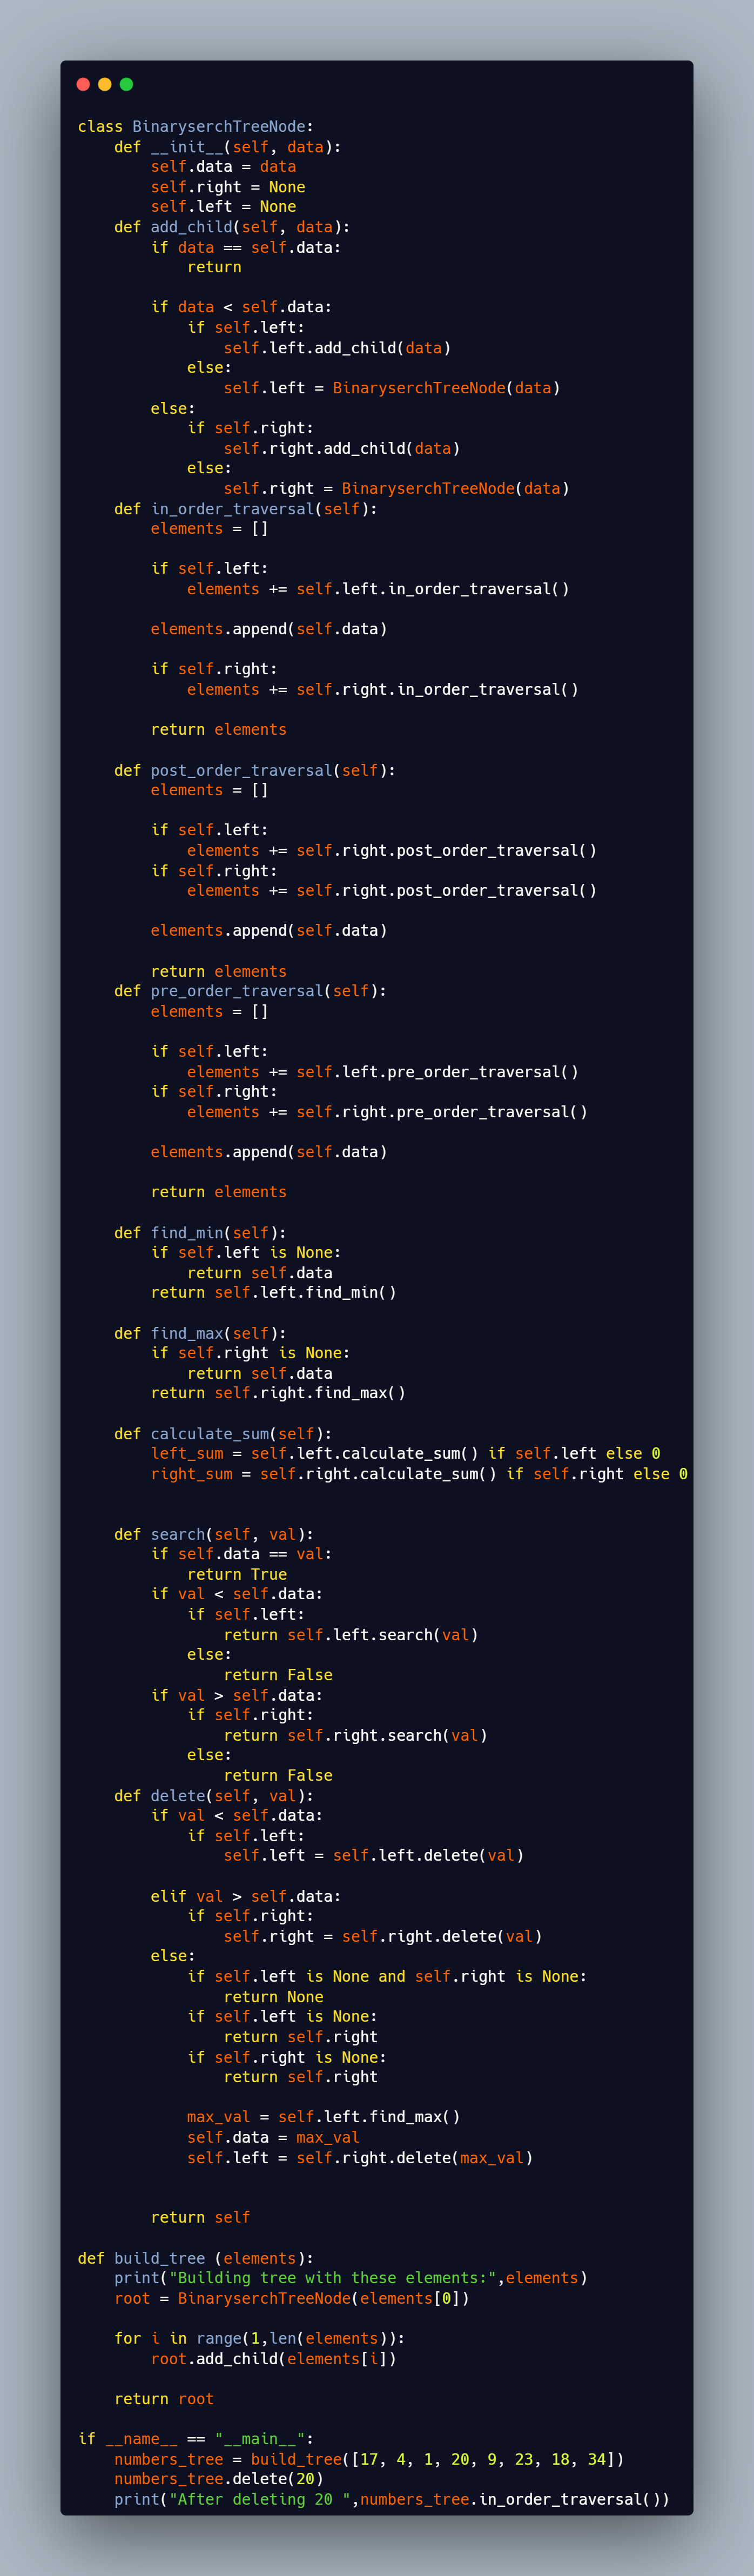 class BinaryserchTreeNode:
    def __init__(self, data):
        self.data = data
        self.right = None
        self.left = None
    def add_child(self, data):
        if data == self.data:
            return

        if data < self.data:
            if self.left:
                self.left.add_child(data)
            else:
                self.left = BinaryserchTreeNode(data)
        else:
            if self.right:
                self.right.add_child(data)
            else:
                self.right = BinaryserchTreeNode(data)
    def in_order_traversal(self):
        elements = []

        if self.left:
            elements += self.left.in_order_traversal()

        elements.append(self.data)

        if self.right:
            elements += self.right.in_order_traversal()

        return elements

    def post_order_traversal(self):
        elements = []

        if self.left:
            elements += self.right.post_order_traversal()
        if self.right:
            elements += self.right.post_order_traversal()

        elements.append(self.data)

        return elements
    def pre_order_traversal(self):
        elements = []

        if self.left:
            elements += self.left.pre_order_traversal()
        if self.right:
            elements += self.right.pre_order_traversal()

        elements.append(self.data)

        return elements

    def find_min(self):
        if self.left is None:
            return self.data
        return self.left.find_min()

    def find_max(self):
        if self.right is None:
            return self.data
        return self.right.find_max()

    def calculate_sum(self):
        left_sum = self.left.calculate_sum() if self.left else 0
        right_sum = self.right.calculate_sum() if self.right else 0


    def search(self, val):
        if self.data == val:
            return True
        if val < self.data:
            if self.left:
                return self.left.search(val)
            else:
                return False
        if val > self.data:
            if self.right:
                return self.right.search(val)
            else:
                return False
    def delete(self, val):
        if val < self.data:
            if self.left:
                self.left = self.left.delete(val)

        elif val > self.data:
            if self.right:
                self.right = self.right.delete(val)
        else:
            if self.left is None and self.right is None:
                return None
            if self.left is None:
                return self.right
            if self.right is None:
                return self.right

            max_val = self.left.find_max()
            self.data = max_val
            self.left = self.right.delete(max_val)


        return self

def build_tree (elements):
    print("Building tree with these elements:",elements)
    root = BinaryserchTreeNode(elements[0])

    for i in range(1,len(elements)):
        root.add_child(elements[i])

    return root

if __name__ == "__main__":
    numbers_tree = build_tree([17, 4, 1, 20, 9, 23, 18, 34])
    numbers_tree.delete(20)
    print("After deleting 20 ",numbers_tree.in_order_traversal())